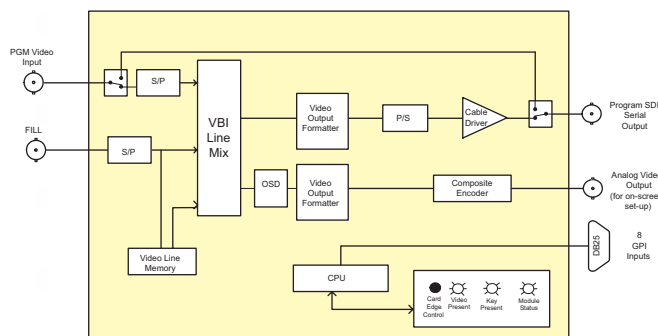 PGM Video
Input
S/P
FILL
S/P
VBI
Line
Mix
Video
Output
Formatter
P/S
Cable
Driver
Program SDI
Serial
Output
OSD
Video
Output
Formatter
Composite
Encoder
Analog Video
Output
(for on-screen
set-up)
Video Line
Memory
CPU
DB25
8
GPI
Inputs
Card
Edge
Control
Video
Present
Key
Present
Module
Status